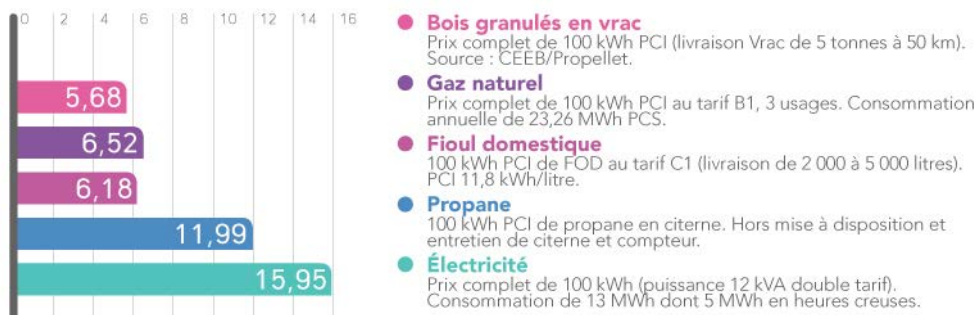 0 2 4 6 8 10 12 14 16
5,68
6,52
6,18
11,99
15,95
Bois granulés en vrac
Prix complet de 100 kWh PCI (livraison Vrac de 5 tonnes à 50 km).
Source : CEEB/Propellet.
Gaz naturel
Prix complet de 100 kWh PCI au tarif B1, 3 usages. Consommation
annuelle de 23,26 MWh PCS.
Fioul domestique
100 kWh PCI de FOD au tarif C1 (livraison de 2 000 à 5 000 litres).
PCI 11,8 kWh/litre.
Propane
100 kWh PCI de propane en citerne. Hors mise à disposition et
entretien de citerne et compteur.
Électricité
Prix complet de 100 kWh (puissance 12 kVA double tarif).
Consommation de 13 MWh dont 5 MWh en heures creuses.